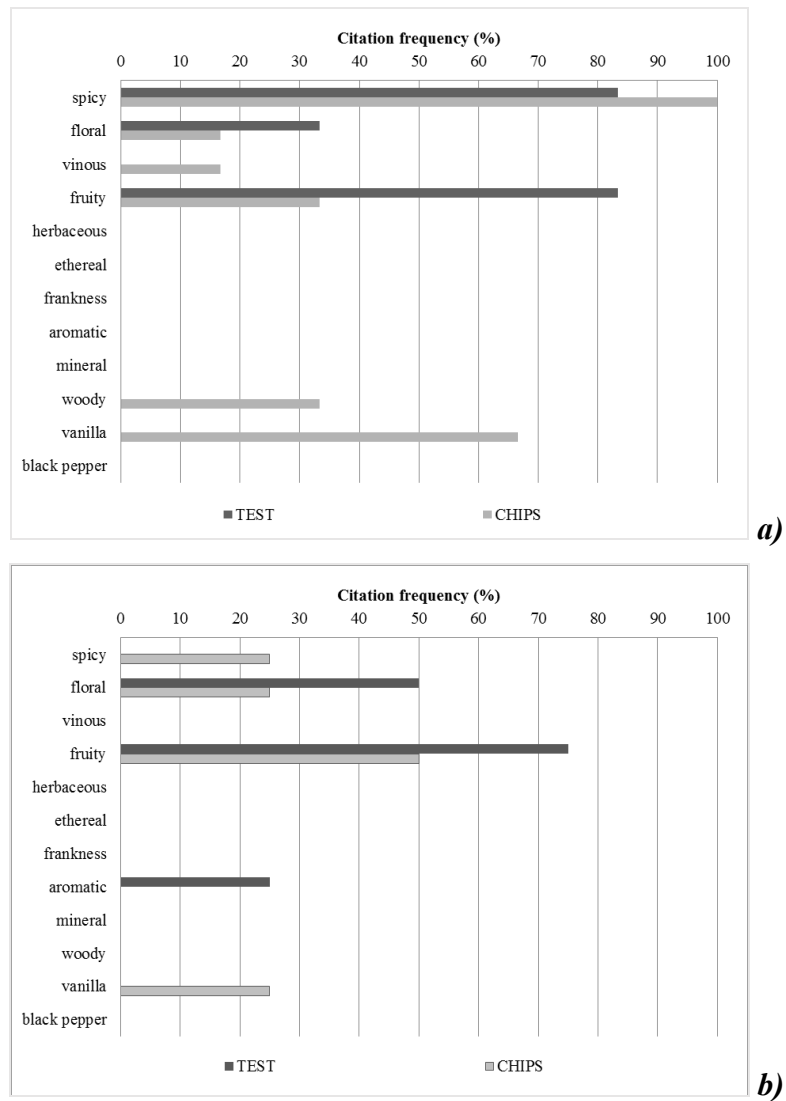 Citation frequency (%)
0 10 20 30 40 50 60 70 80 90 100
spicy
floral
vinous
fruity
herbaceous
ethereal
frankness
aromatic
mineral
woody
vanilla
black pepper
TEST CHIPS
a)
Citation frequency (%)
0 10 20 30 40 50 60 70 80 90 100
spicy
floral
vinous
fruity
herbaceous
ethereal
frankness
aromatic
mineral
woody
vanilla
black pepper
TEST CHIPS
b)